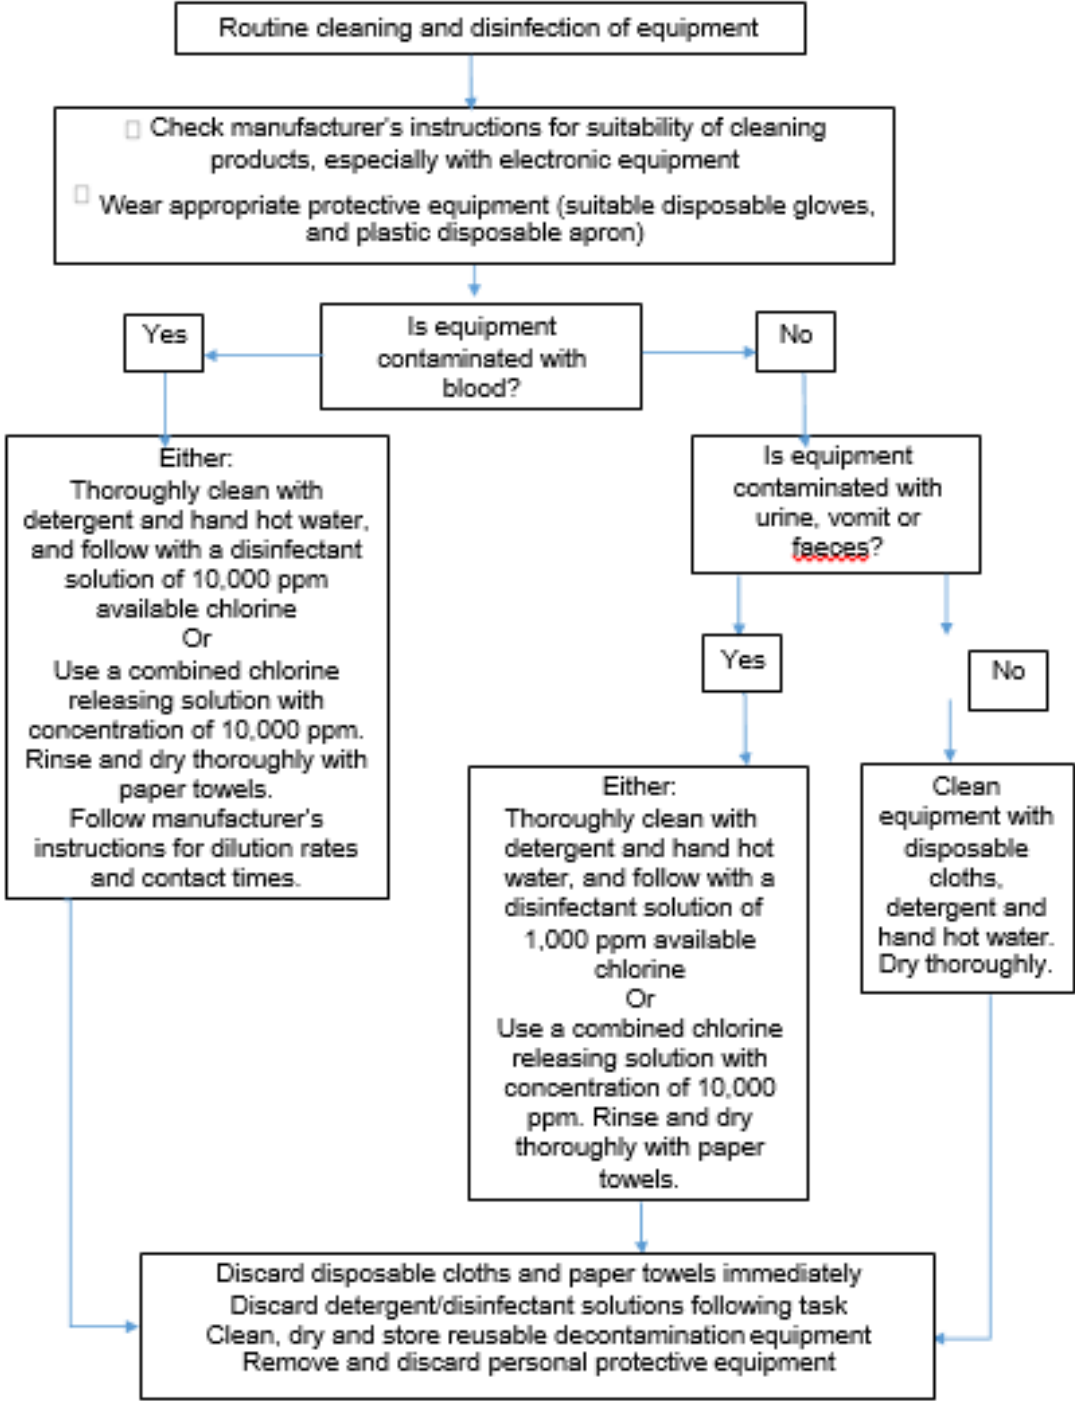 Routine cleaning and disinfection of equipment
Check manufacturer's instructions for suitability of cleaning
products, especially with electronic equipment
Wear appropriate protective equipment (suitable disposable gloves,
and plastic disposable apron)
Is equipment
contaminated with
blood?
Yes
No
Either:
Thoroughly clean with
detergent and hand hot water,
and follow with a disinfectant
solution of 10,000 ppm
available chlorine
Or
Use a combined chlorine
releasing solution with
concentration of 10,000 ppm.
Rinse and dry thoroughly with
paper towels.
Follow manufacturer's
instructions for dilution rates
and contact times.
Is equipment
contaminated with
urine, vomit or
faeces?
Yes
No
Either:
Thoroughly clean with
detergent and hand hot
water, and follow with a
disinfectant solution of
1,000 ppm available
chlorine
Or
Use a combined chlorine
releasing solution with
concentration of 10,000
ppm. Rinse and dry
thoroughly with paper
towels.
Clean
equipment with
disposable
cloths,
detergent and
hand hot water.
Dry thoroughly.
Discard disposable cloths and paper towels immediately
Discard detergent/disinfectant solutions following task
Clean, dry and store reusable decontamination equipment
Remove and discard personal protective equipment